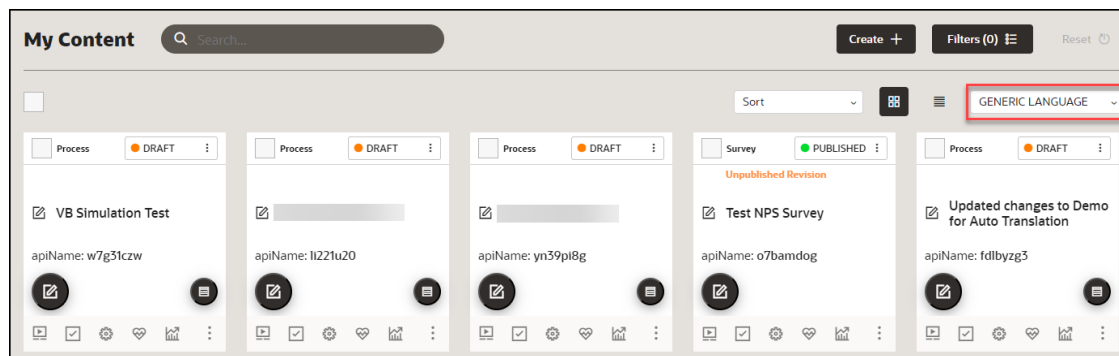 My Content
Search...
Create
Filters (0)
Reset
Sort
GENERIC LANGUAGE
Process
DRAFT
VB Simulation Test
apiName: w7g31czw
Process
DRAFT
apiName: li221u20
Process
DRAFT
apiName: yn39pi8g
Survey
PUBLISHED
Unpublished Revision
Test NPS Survey
apiName: o7bamdog
Process
DRAFT
Updated changes to Demo
for Auto Translation
apiName: fdlbyzg3